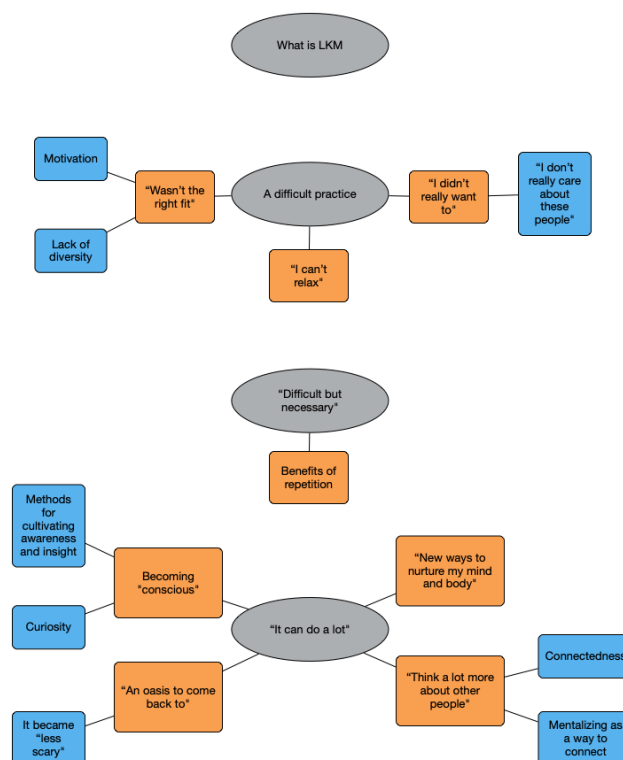 What is LKM
Motivation
"Wasn't the
right fit"
Lack of
diversity
A difficult practice
"I can't
relax"
"I didn't
really want
to"
"I don't
really care
about
these
people"
"Difficult but
necessary"
Benefits of
repetition
Methods
for
cultivating
awareness
and insight
Becoming
"conscious"
Curiosity
"New ways to
nurture my mind
and body"
"It can do a lot"
"An oasis to come
back to"
It became
"less
scary"
"Think a lot more
about other
people"
Connectedness
Mentalizing as
a way to
connect